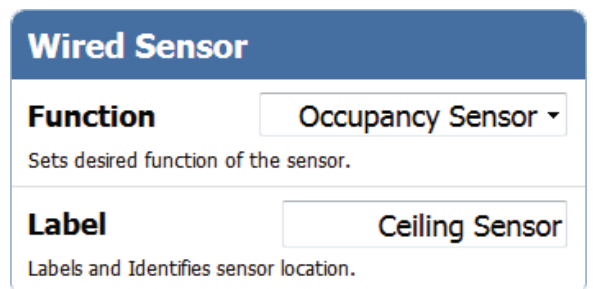 Wired Sensor
Function Occupancy Sensor
Sets desired function of the sensor.
Label Ceiling Sensor
Labels and Identifies sensor location.